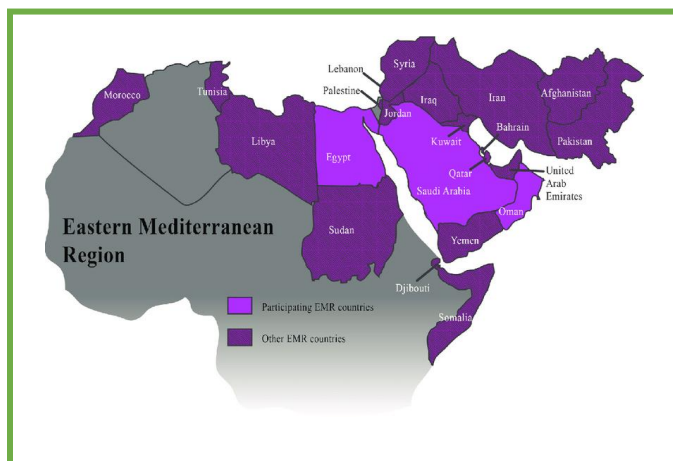 Lebanon
Syria
Palestine
Morocco
Tunisia
Jordan
Iraq
Iran
Afghanistan
Libya
Egypt
Kuwait
Bahrain
Pakistan
Qatar
Saudi Arabia
United
Arab
Emirates
Oman
Eastern Mediterranean
Region
Sudan
Yemen
Djibouti
Somalia
Participating EMR countries
Other EMR countries